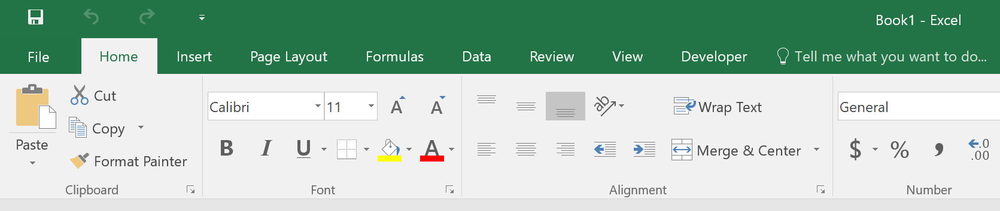 Book1 - Excel
File Home Insert Page Layout Formulas Data Review View Developer Tell me what you want to do...
Cut
Calibri 11 A A ab Wrap Text General
Copy
Paste B I U A Merge & Center $ % , .0
.00
Format Painter
Clipboard Font Alignment Number